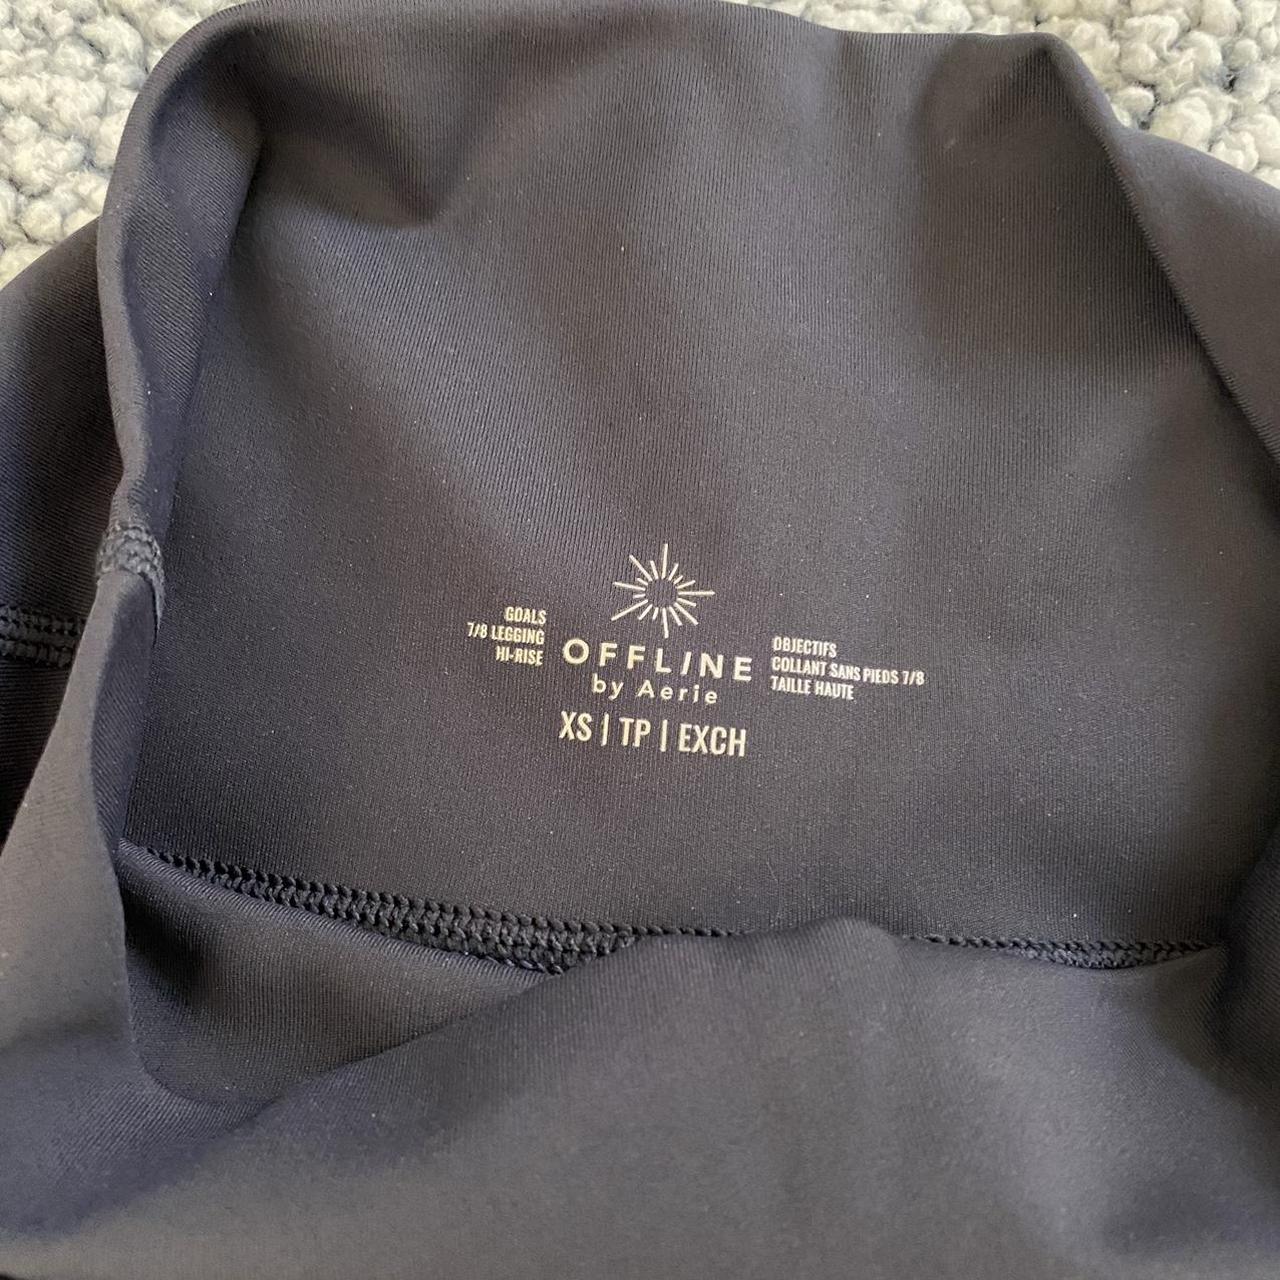 GOALS
7/8 LEGGING
HI-RISE
OFFLINE
by Aerie
XS | TP | EXCH
OBJECTIFS
COLLANT SANS PIEDS 7/8
TAILLE HAUTE